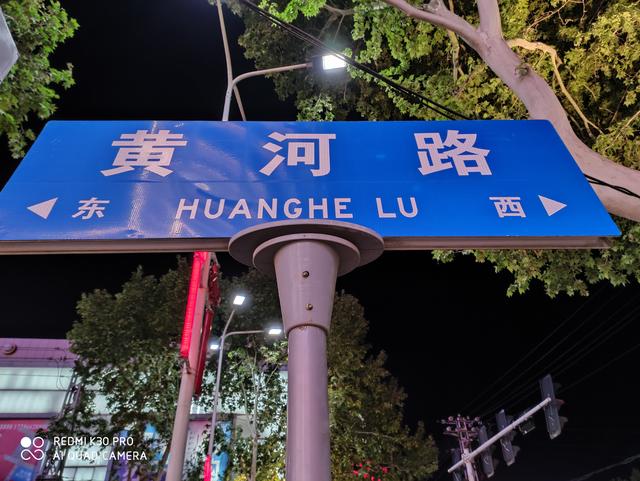 黄河路
东 HUANGHE LU 西
REDMI K30 PRO
AI QUAD CAMERA